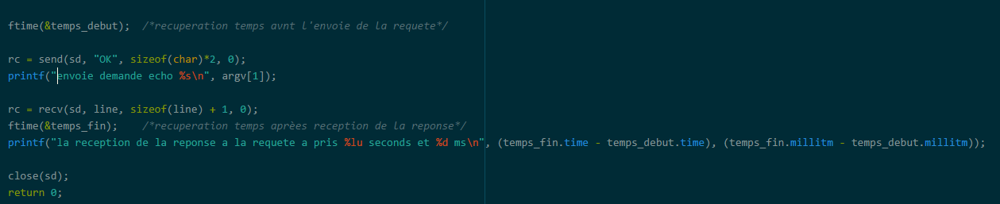 ftime(&temps_debut);  /*recuperation temps avnt l'envoie de la requete*/
rc = send(sd, "OK", sizeof(char)*2, 0);
printf("envoie demande echo %s\n", argv[1]);
rc = recv(sd, line, sizeof(line) + 1, 0);
ftime(&temps_fin);    /*recuperation temps aprèes reception de la reponse*/
printf("la reception de la reponse a la requete a pris %lu seconds et %d ms\n", (temps_fin.time - temps_debut.time), (temps_fin.millitm - temps_debut.millitm));
close(sd);
return 0;